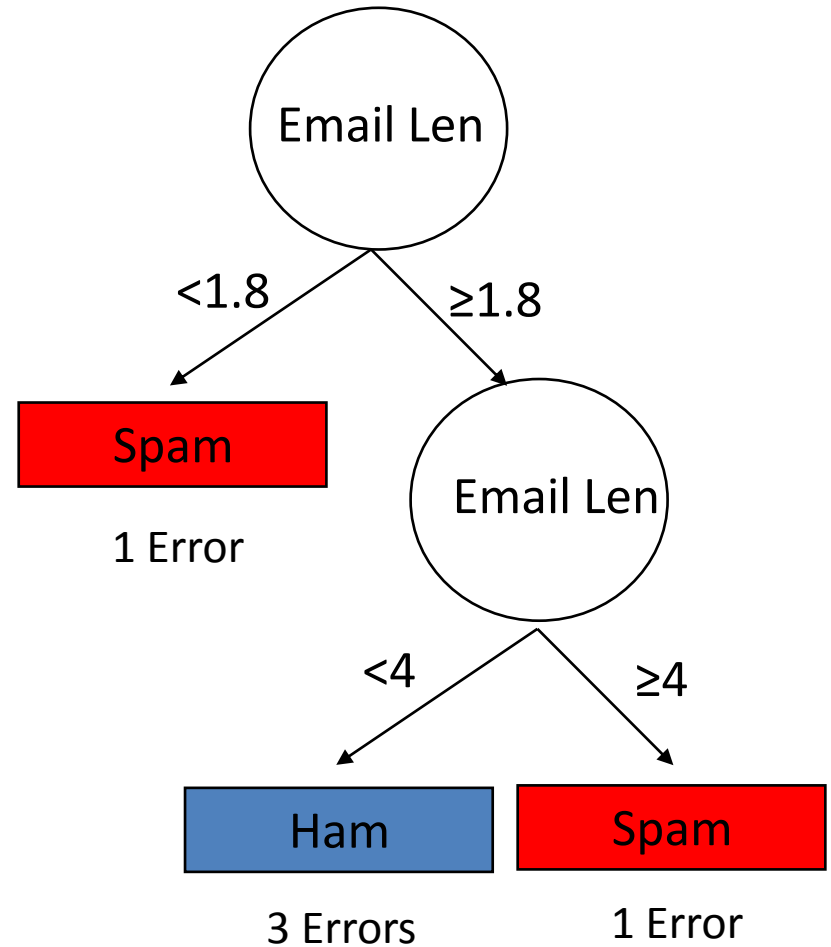 Email Len
<1.8
≥1.8
Spam
1 Error
Email Len
<4
≥4
Ham
Spam
3 Errors
1 Error